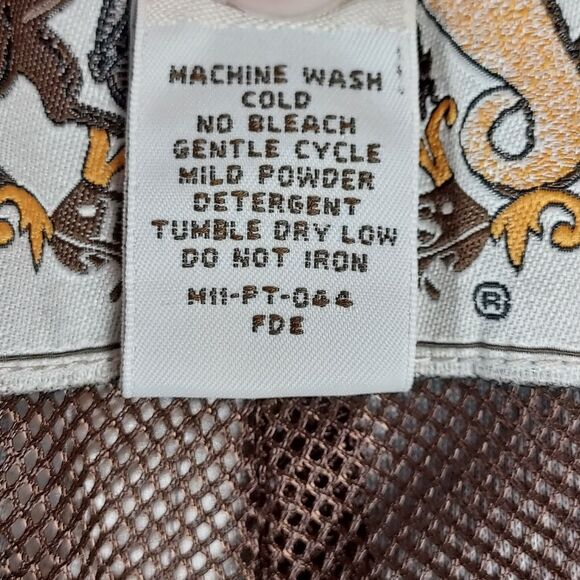 MACHINE WASH
COLD
NO BLEACH
GENTLE CYCLE
MILD POWDER
DETERGENT
TUMBLE DRY LOW
DO NOT IRON
M11-PT-044
FDE
®